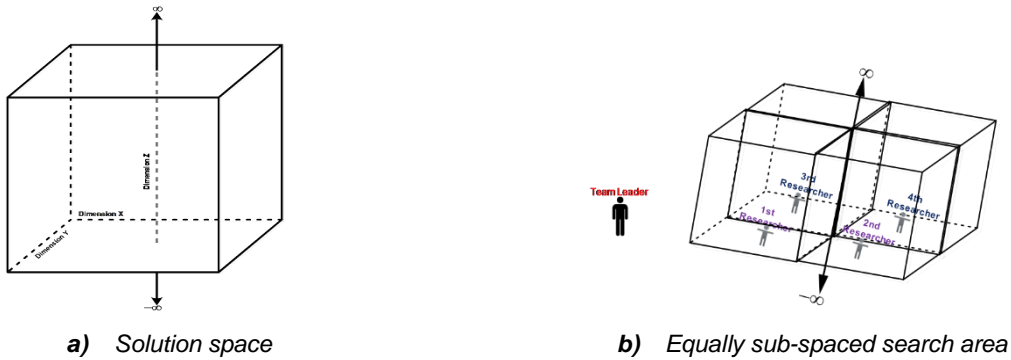 ∞
Dimension Z
Dimension X
Dimension Y
−∞
a) Solution space
∞
Team Leader
3rd
Researcher
4th
Researcher
1st
Researcher
2nd
Researcher
−∞
b) Equally sub-spaced search area